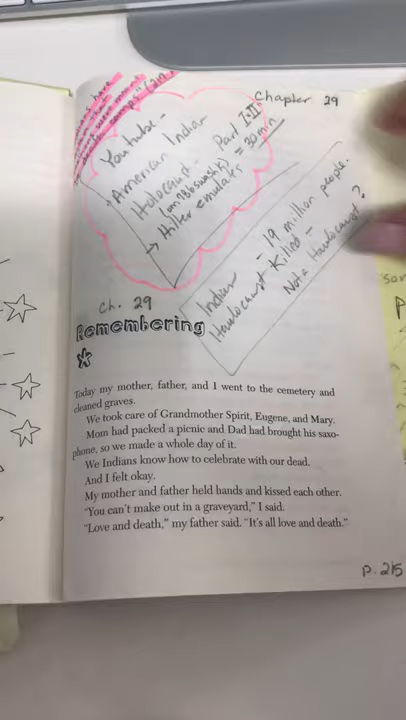 Chapter 29
Youtube -
American Indian
Holocaust - Part I+II
= 30 min
→ Hitler emulates
Indian
Holocaust Killed - 19 million people.
Not a Holocaust?
Ch. 29
Remembering
Today my mother, father, and I went to the cemetery and
cleaned graves.
We took care of Grandmother Spirit, Eugene, and Mary.
Mom had packed a picnic and Dad had brought his saxo-
phone, so we made a whole day of it.
We Indians know how to celebrate with our dead.
And I felt okay.
My mother and father held hands and kissed each other.
"You can't make out in a graveyard," I said.
"Love and death," my father said. "It's all love and death."
p. 215